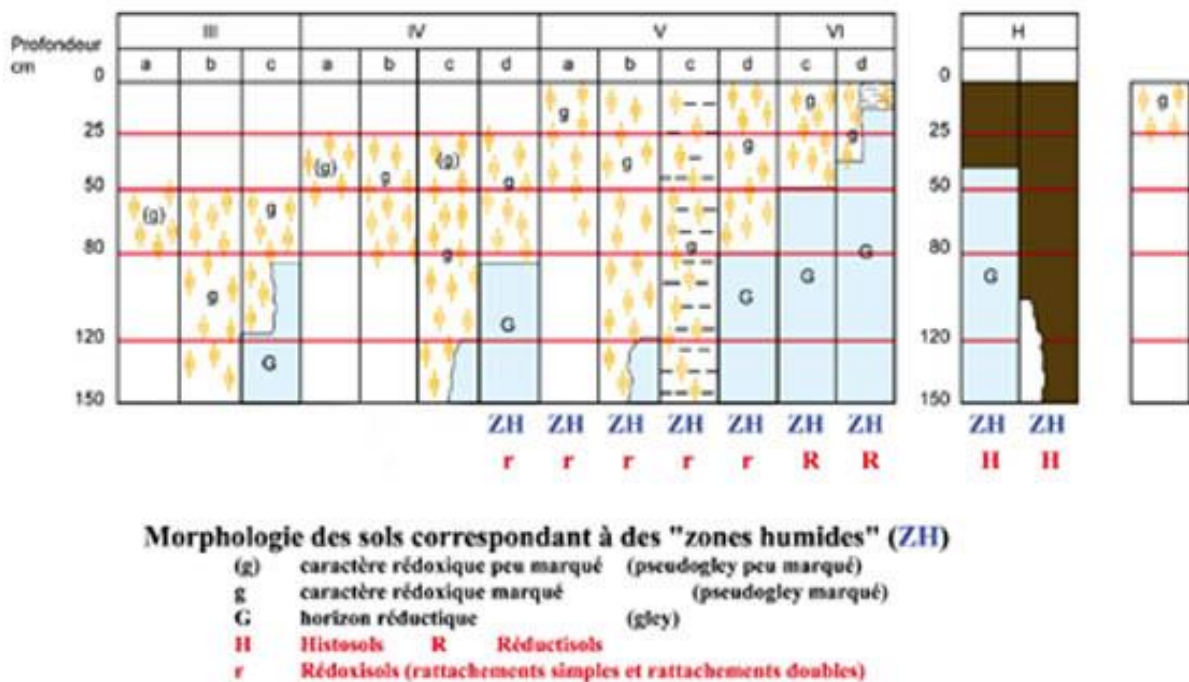 III IV V VI H
Profondeur
cm
a b c a b c d a b c d c d
0 0
25 25
50 50
80 80
120 120
150 150
g g g g g
(g) g (g) g g g g
(g) g g g G G
g G G G
G G
ZH ZH ZH ZH ZH ZH ZH ZH ZH
r r r r r R R H H
Morphologie des sols correspondant à des "zones humides" (ZH)
(g) caractère rédoxique peu marqué (pseudogley peu marqué)
g caractère rédoxique marqué (pseudogley marqué)
G horizon réductique (gley)
H Histosols R Réductisols
r Rédoxisols (rattachements simples et rattachements doubles)